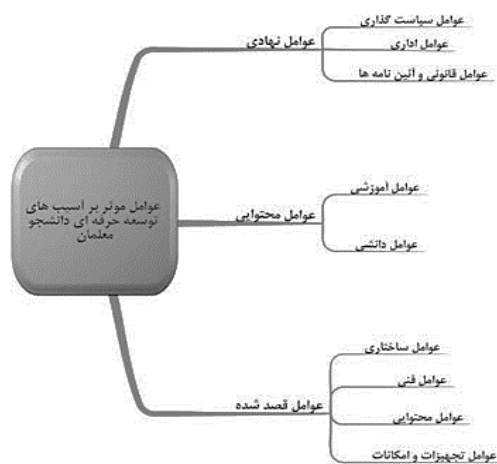 عوامل موثر بر آسیب های
توسعه حرفه ای دانشجو
معلمان
عوامل نهادی
عوامل سیاست گذاری
عوامل اداری
عوامل قانونی و آئین نامه ها
عوامل محتوایی
عوامل آموزشی
عوامل دانشی
عوامل قصد شده
عوامل ساختاری
عوامل فنی
عوامل محتوایی
عوامل تجهیزات و امکانات